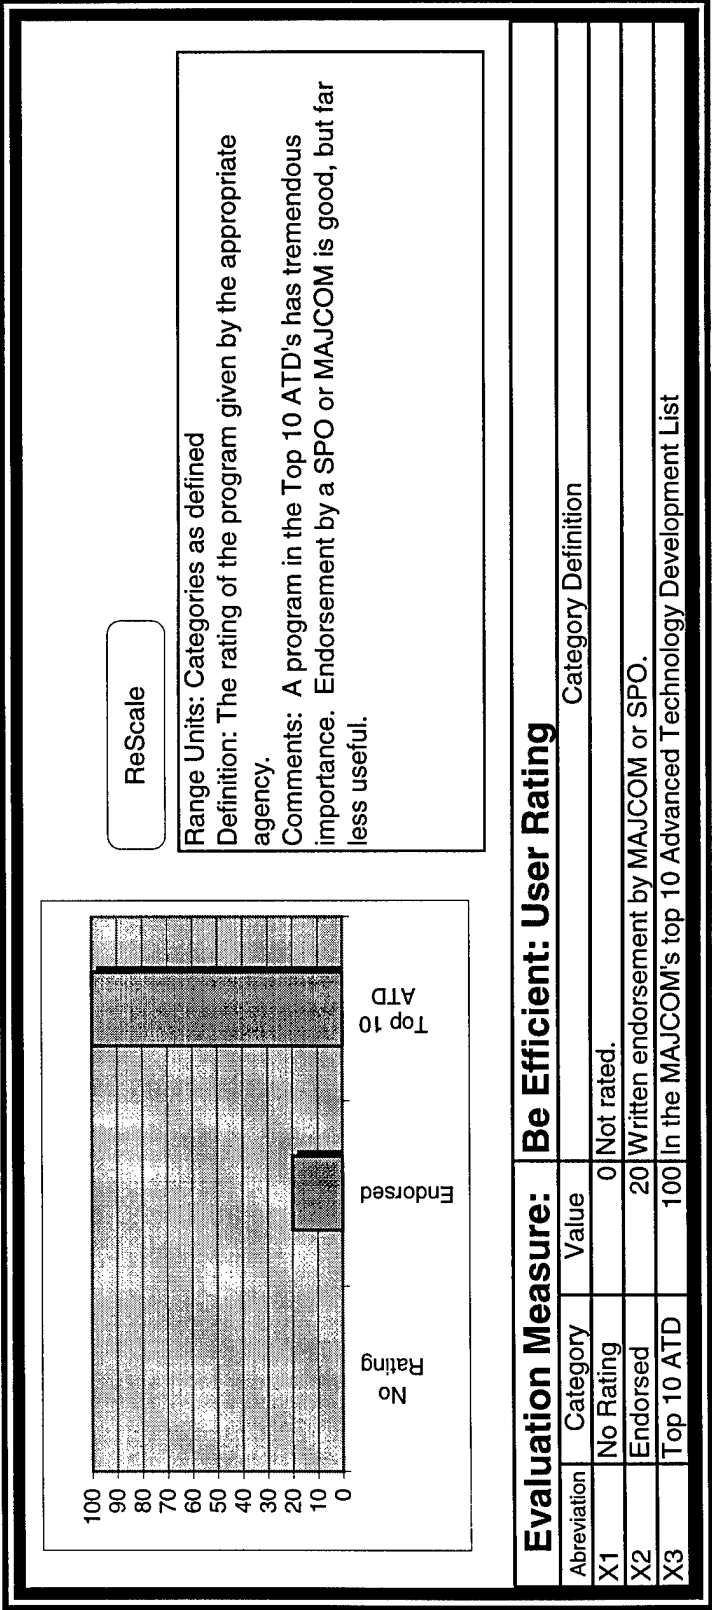 100
90
80
70
60
50
40
30
20
10
0
No
Rating
Endorsed
Top 10
ATD
ReScale
Range Units: Categories as defined
Definition: The rating of the program given by the appropriate
agency.
Comments: A program in the Top 10 ATD's has tremendous
importance. Endorsement by a SPO or MAJCOM is good, but far
less useful.
Evaluation Measure: Be Efficient: User Rating
Abreviation Category Value Category Definition
X1 No Rating 0 Not rated.
X2 Endorsed 20 Written endorsement by MAJCOM or SPO.
X3 Top 10 ATD 100 In the MAJCOM's top 10 Advanced Technology Development List